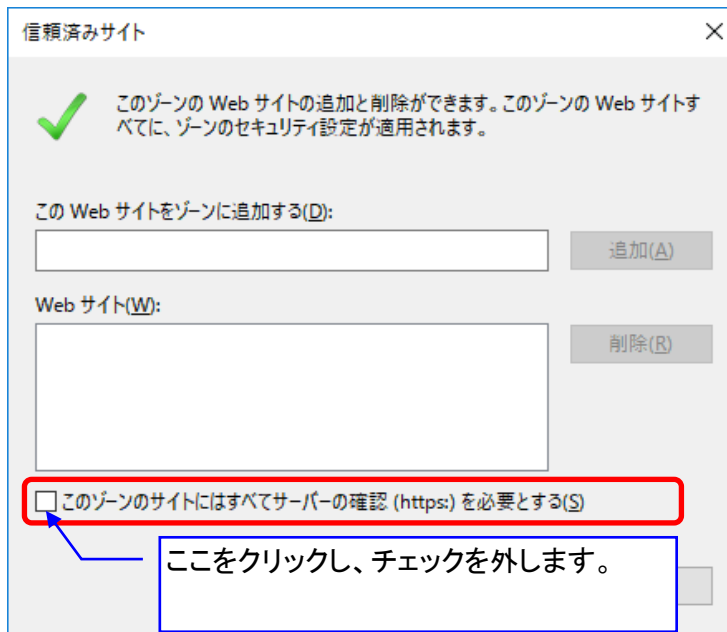 信頼済みサイト
このゾーンの Web サイトの追加と削除ができます。このゾーンの Web サイトす
べてに、ゾーンのセキュリティ設定が適用されます。
この Web サイトをゾーンに追加する(D):
追加(A)
Web サイト(W):
削除(R)
このゾーンのサイトにはすべてサーバーの確認 (https:) を必要とする(S)
ここをクリックし、チェックを外します。